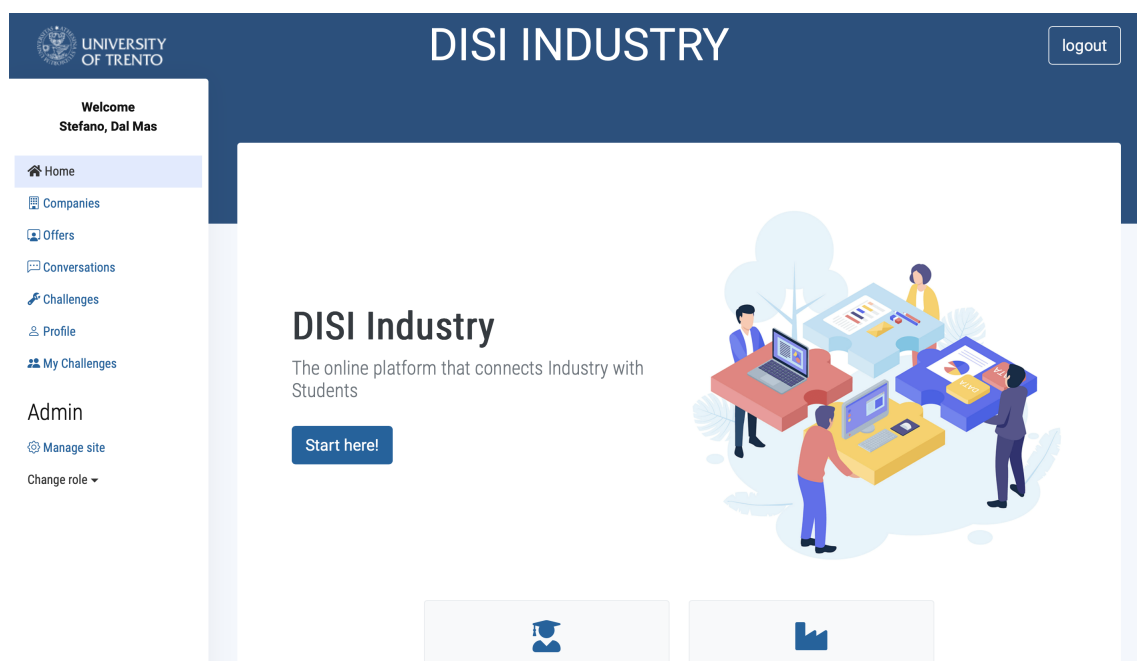 UNIVERSITY
OF TRENTO
DISI INDUSTRY
logout
Welcome
Stefano, Dal Mas
Home
Companies
Offers
Conversations
Challenges
Profile
My Challenges
Admin
Manage site
Change role
DISI Industry
The online platform that connects Industry with
Students
Start here!
DATA